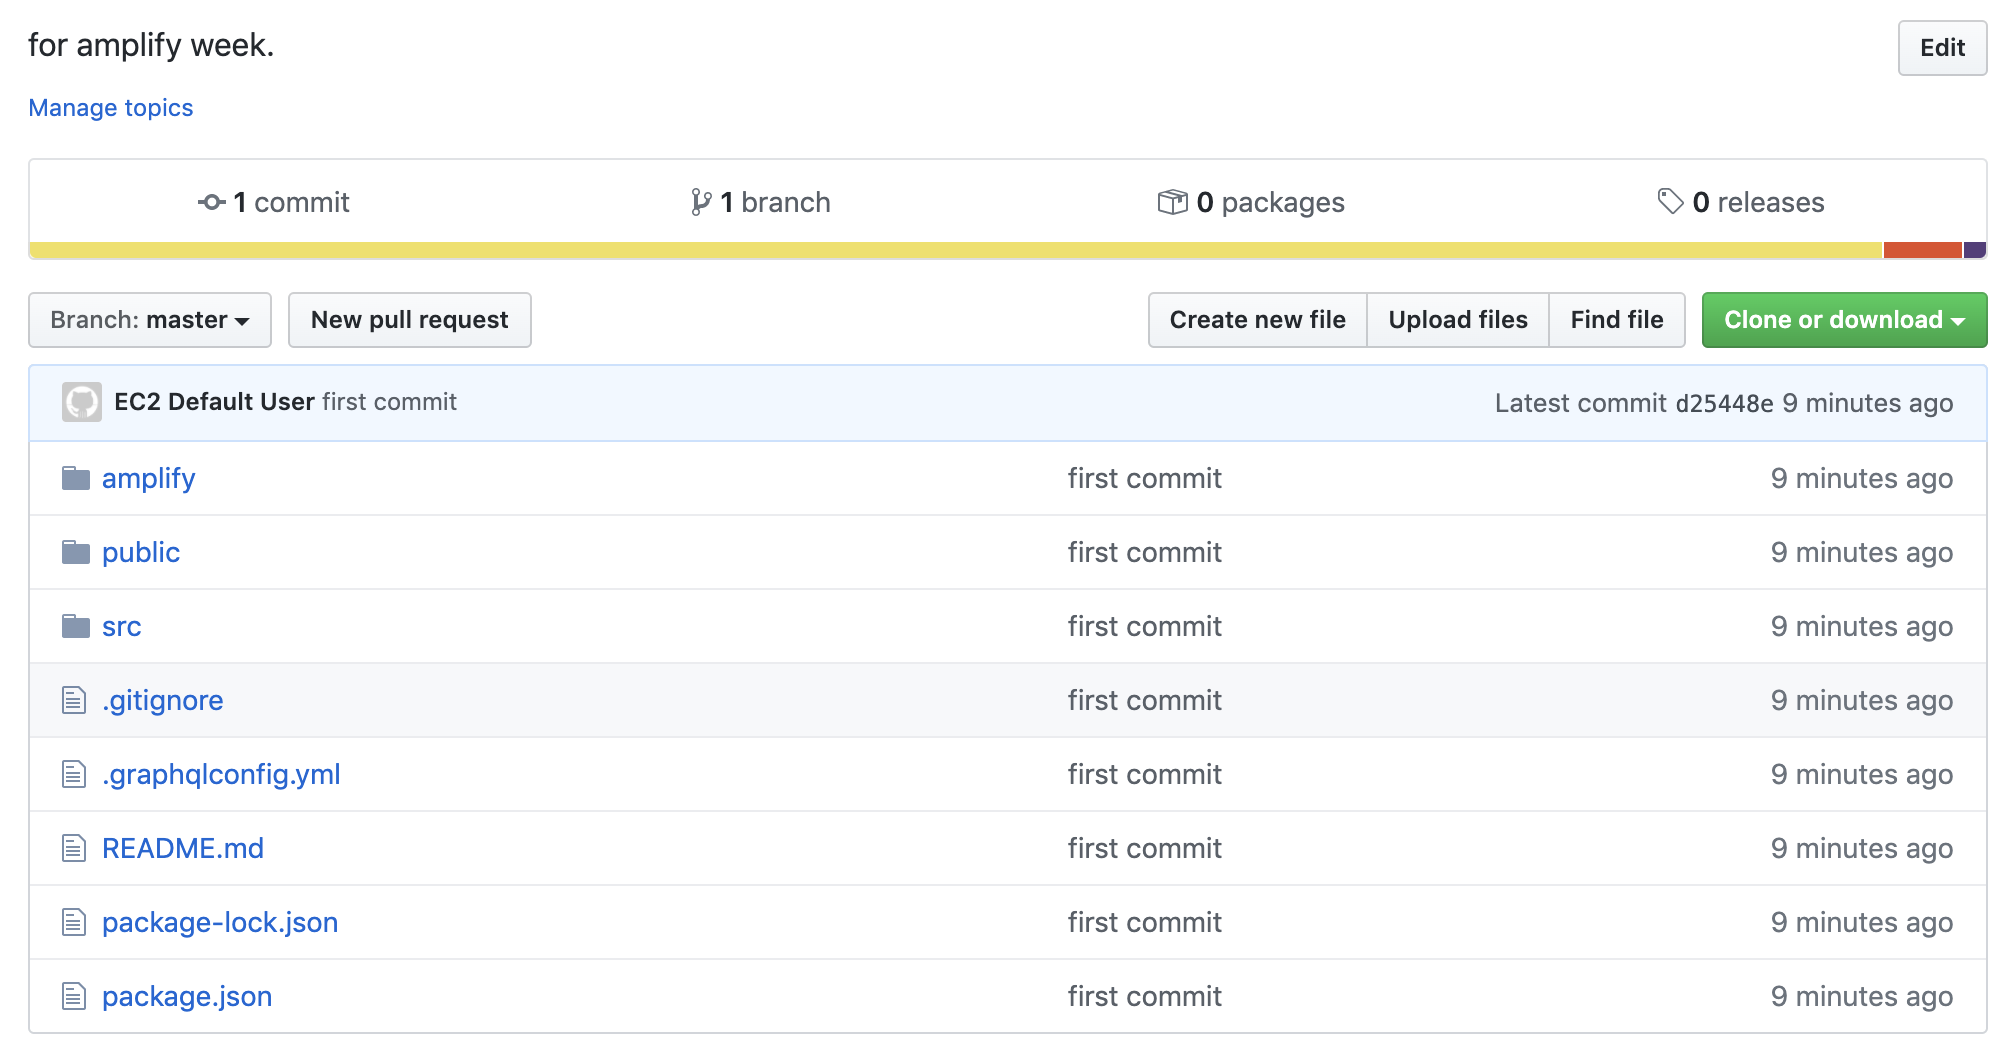 for amplify week.
Edit
Manage topics
1 commit
1 branch
0 packages
0 releases
Branch: master
New pull request
Create new file
Upload files
Find file
Clone or download
EC2 Default User first commit
Latest commit d25448e 9 minutes ago
amplify first commit 9 minutes ago
public first commit 9 minutes ago
src first commit 9 minutes ago
.gitignore first commit 9 minutes ago
.graphqlconfig.yml first commit 9 minutes ago
README.md first commit 9 minutes ago
package-lock.json first commit 9 minutes ago
package.json first commit 9 minutes ago